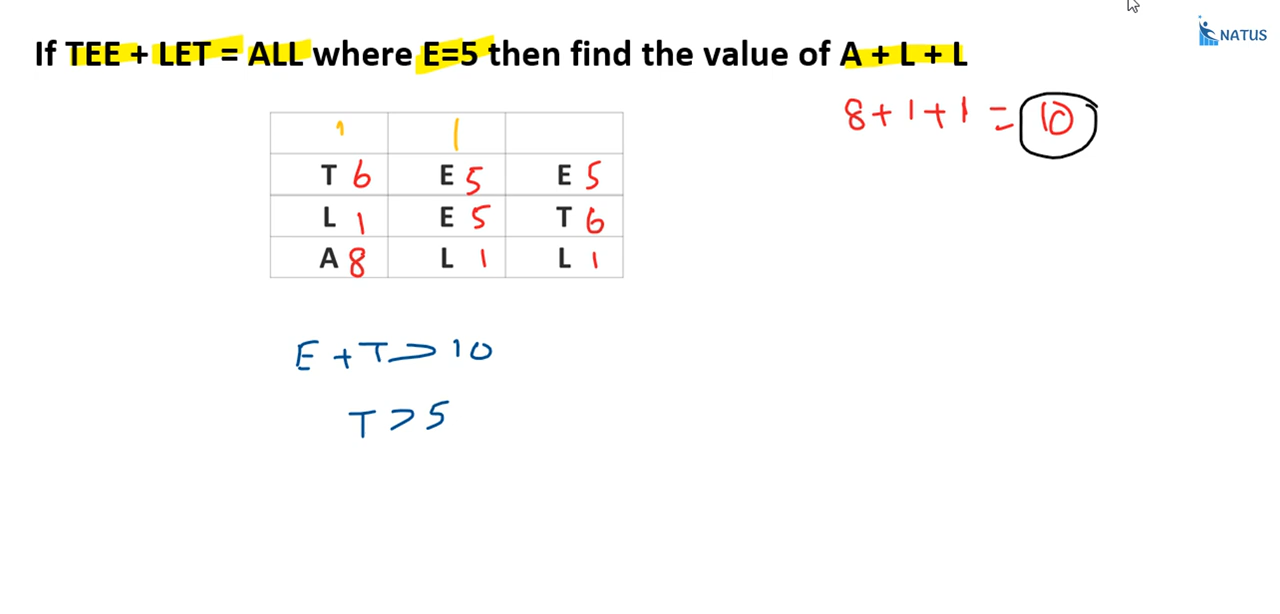 NATUS
If TEE + LET = ALL where E=5 then find the value of A + L + L
8 + 1 + 1 = 10
1 1
T 6 E 5 E 5
L 1 E 5 T 6
A 8 L 1 L 1
E + T > 10
T > 5